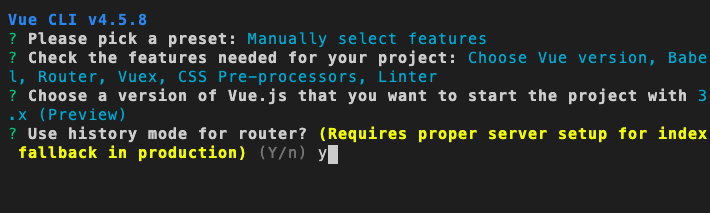 Vue CLI v4.5.8
? Please pick a preset: Manually select features
? Check the features needed for your project: Choose Vue version, Babe
l, Router, Vuex, CSS Pre-processors, Linter
? Choose a version of Vue.js that you want to start the project with 3
.x (Preview)
? Use history mode for router? (Requires proper server setup for index
fallback in production) (Y/n) y